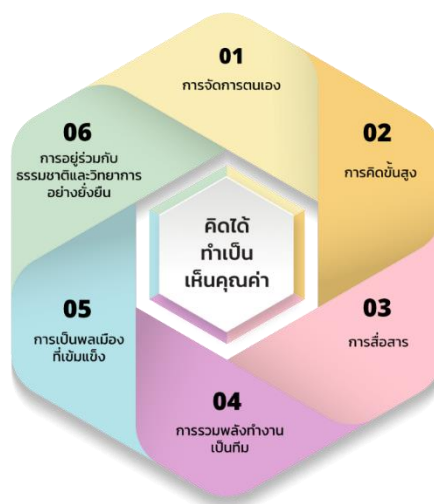 01
การจัดการตนเอง
02
การคิดขั้นสูง
03
การสื่อสาร
04
การรวมพลังทำงาน
เป็นทีม
05
การเป็นพลเมือง
ที่เข้มแข็ง
06
การอยู่ร่วมกับ
ธรรมชาติและวิทยาการ
อย่างยั่งยืน
คิดได้
ทำเป็น
เห็นคุณค่า